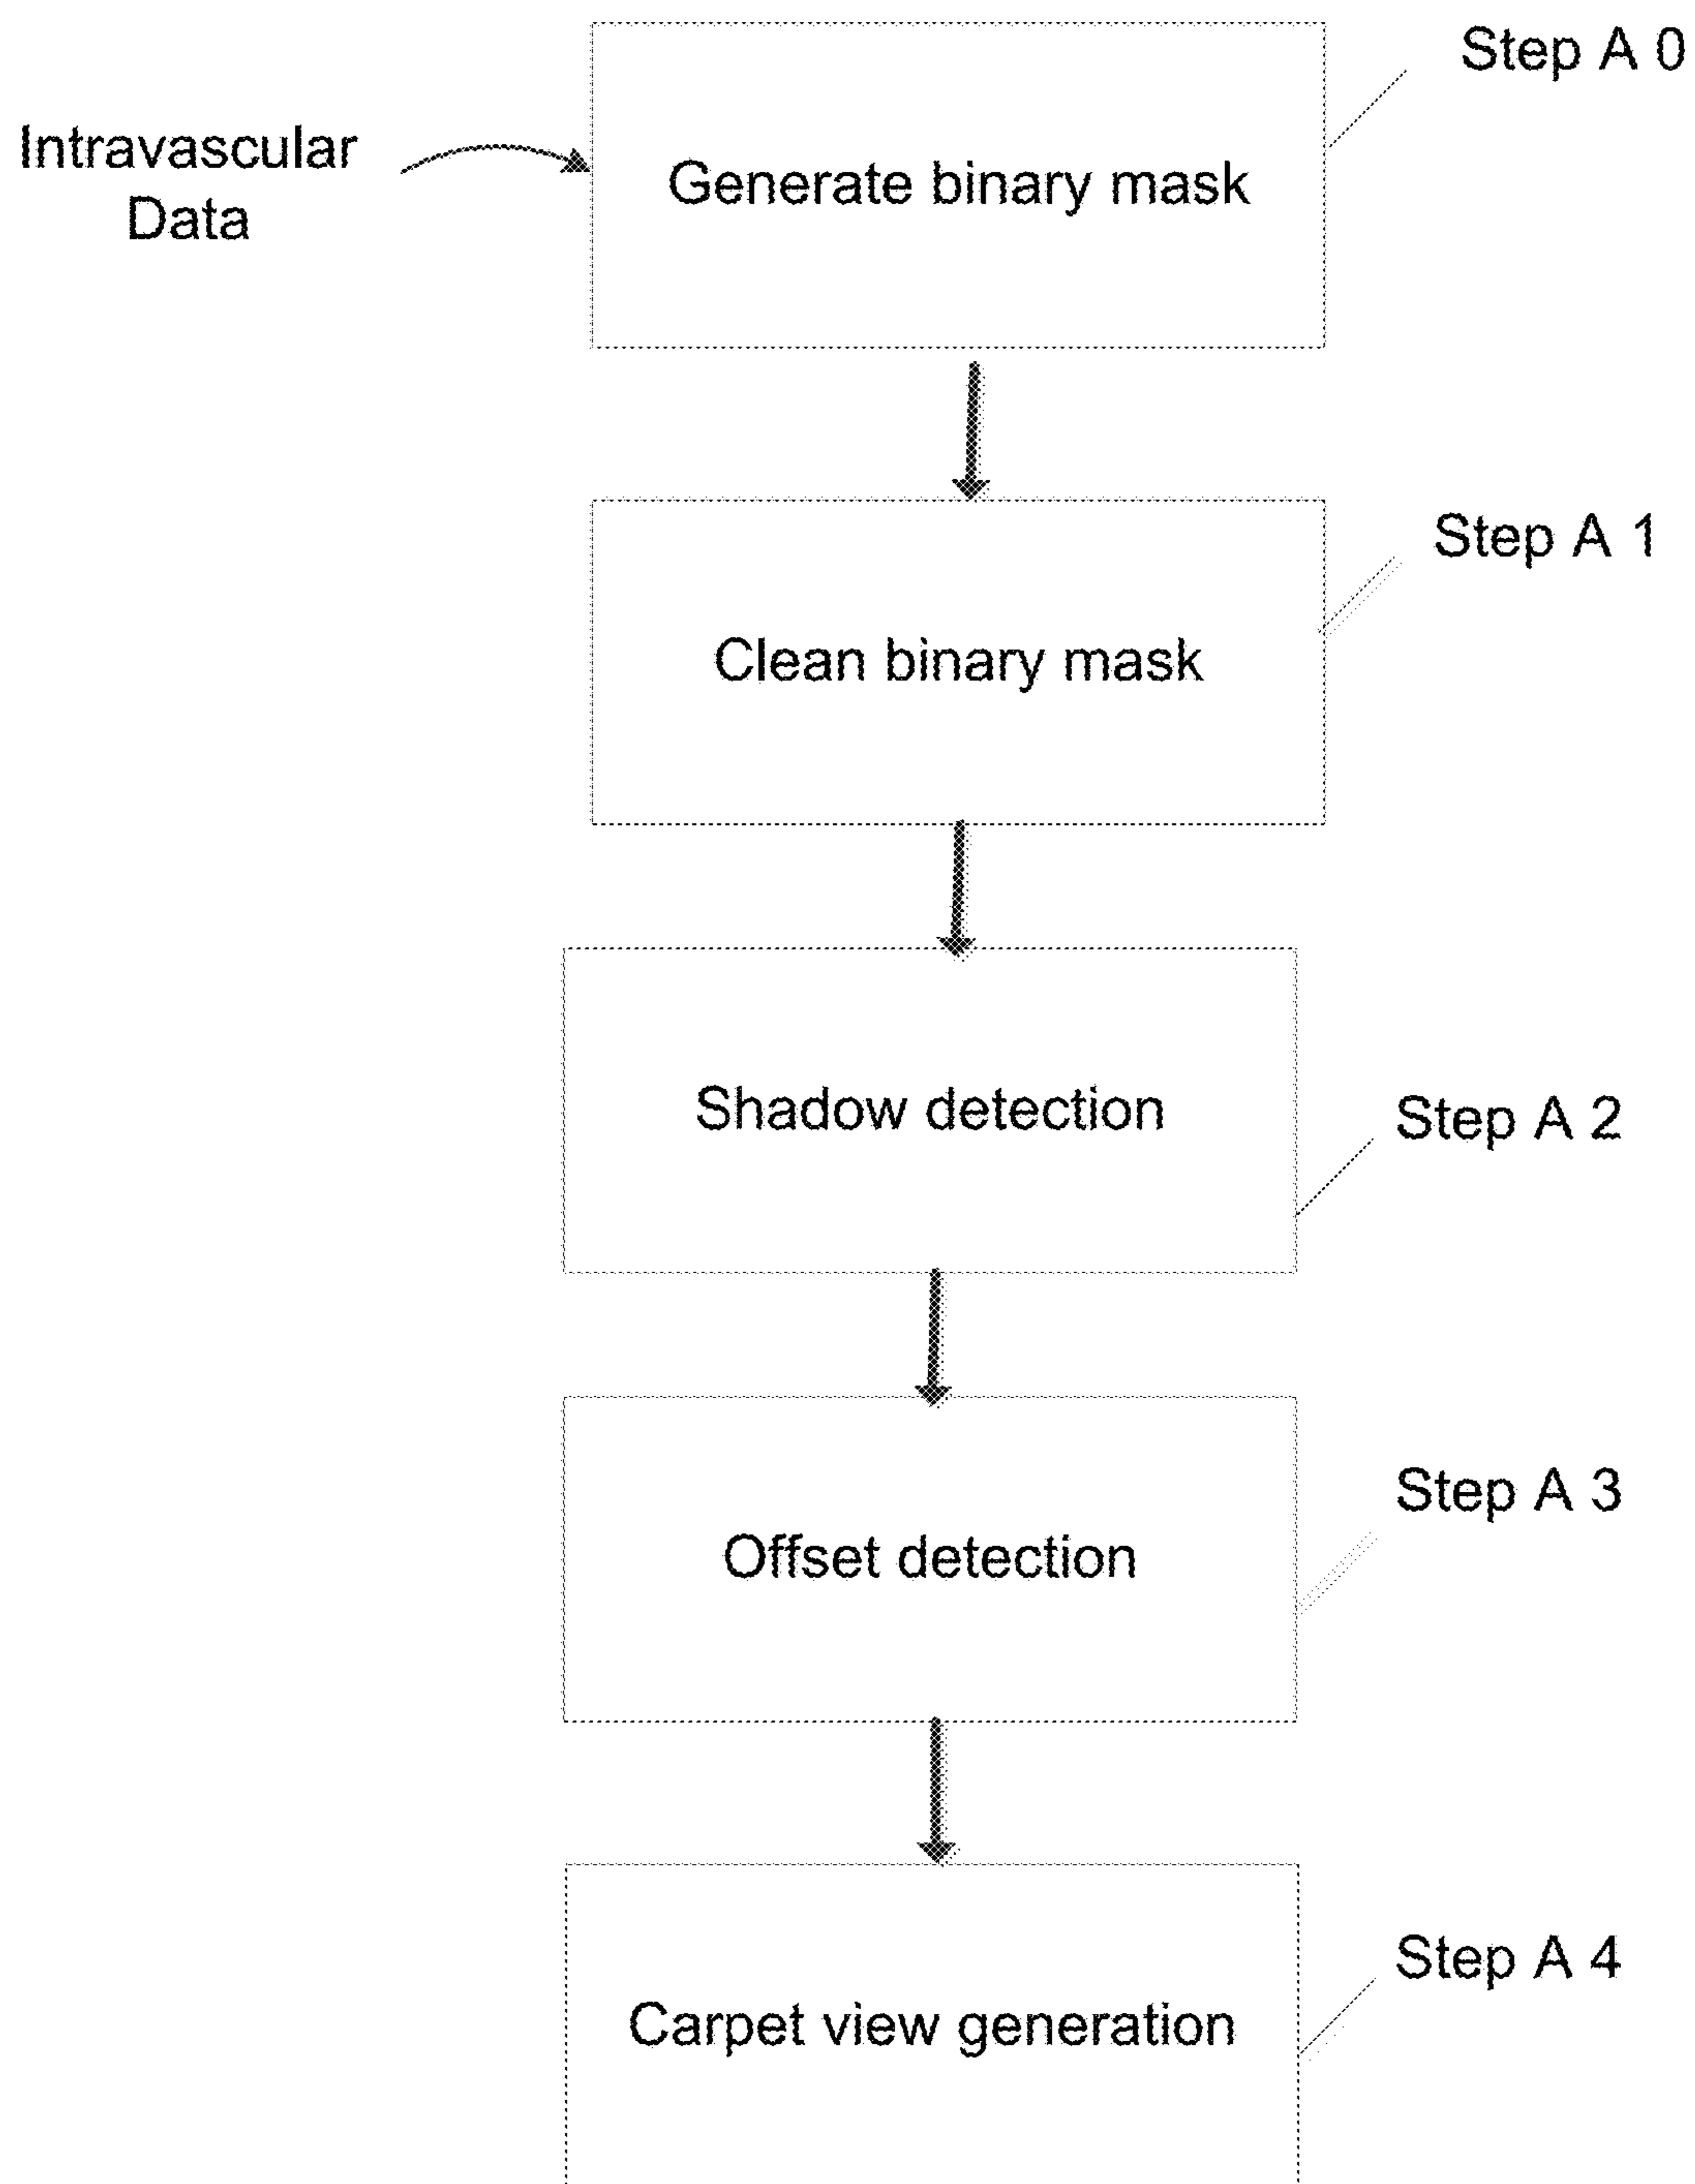 Step A 0
Intravascular
Data
Generate binary mask
Step A 1
Clean binary mask
Shadow detection
Step A 2
Step A 3
Offset detection
Step A 4
Carpet view generation